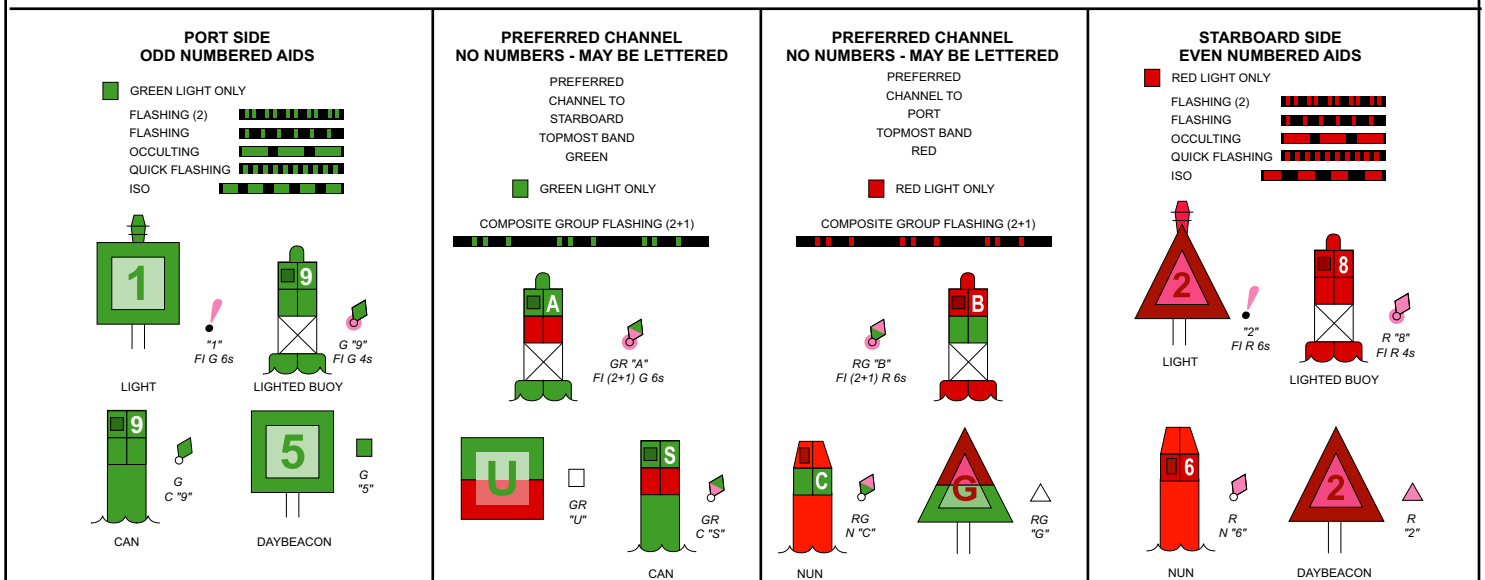 PORT SIDE
ODD NUMBERED AIDS
GREEN LIGHT ONLY
FLASHING (2)
FLASHING
OCCULTING
QUICK FLASHING
ISO
1
"1"
Fl G 6s
9
G "9"
Fl G 4s
LIGHT
LIGHTED BUOY
9
G
C "9"
5
G
"5"
CAN
DAYBEACON
PREFERRED CHANNEL
NO NUMBERS - MAY BE LETTERED
PREFERRED
CHANNEL TO
STARBOARD
TOPMOST BAND
GREEN
GREEN LIGHT ONLY
COMPOSITE GROUP FLASHING (2+1)
A
GR "A"
Fl (2+1) G 6s
U
GR
"U"
S
GR
C "S"
CAN
PREFERRED CHANNEL
NO NUMBERS - MAY BE LETTERED
PREFERRED
CHANNEL TO
PORT
TOPMOST BAND
RED
RED LIGHT ONLY
COMPOSITE GROUP FLASHING (2+1)
B
RG "B"
Fl (2+1) R 6s
C
RG
N "C"
G
RG
"G"
NUN
STARBOARD SIDE
EVEN NUMBERED AIDS
RED LIGHT ONLY
FLASHING (2)
FLASHING
OCCULTING
QUICK FLASHING
ISO
2
"2"
Fl R 6s
8
R "8"
Fl R 4s
LIGHT
LIGHTED BUOY
6
R
N "6"
2
R
"2"
NUN
DAYBEACON